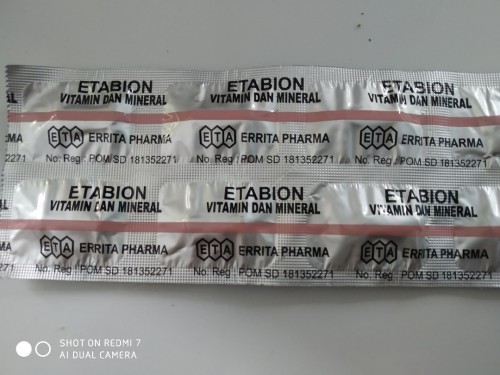 ETABION ETABION ETABION
VITAMIN DAN MINERAL VITAMIN DAN MINERAL VITAMIN DAN MINERAL
ETA ERRITA PHARMA ETA ERRITA PHARMA ETA ERRITA PHARMA
181352271 No. Reg : POM SD 181352271 No. Reg : POM SD 181352271 No. Reg : POM SD 181352271
ETABION ETABION ETABION
VITAMIN DAN MINERAL VITAMIN DAN MINERAL VITAMIN DAN MINERAL
ETA ERRITA PHARMA ETA ERRITA PHARMA ETA ERRITA PHARMA
No. Reg : POM SD 181352271 No. Reg : POM SD 181352271 No. Reg : POM SD 181352271
SHOT ON REDMI 7
AI DUAL CAMERA